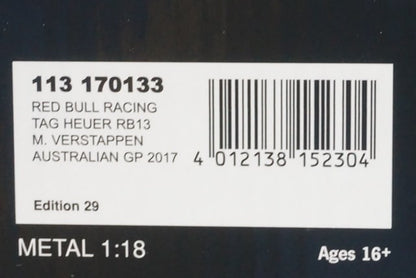 113 170133
RED BULL RACING
TAG HEUER RB13
M. VERSTAPPEN
AUSTRALIAN GP 2017
4 012138 152304
Edition 29
METAL 1:18
Ages 16+